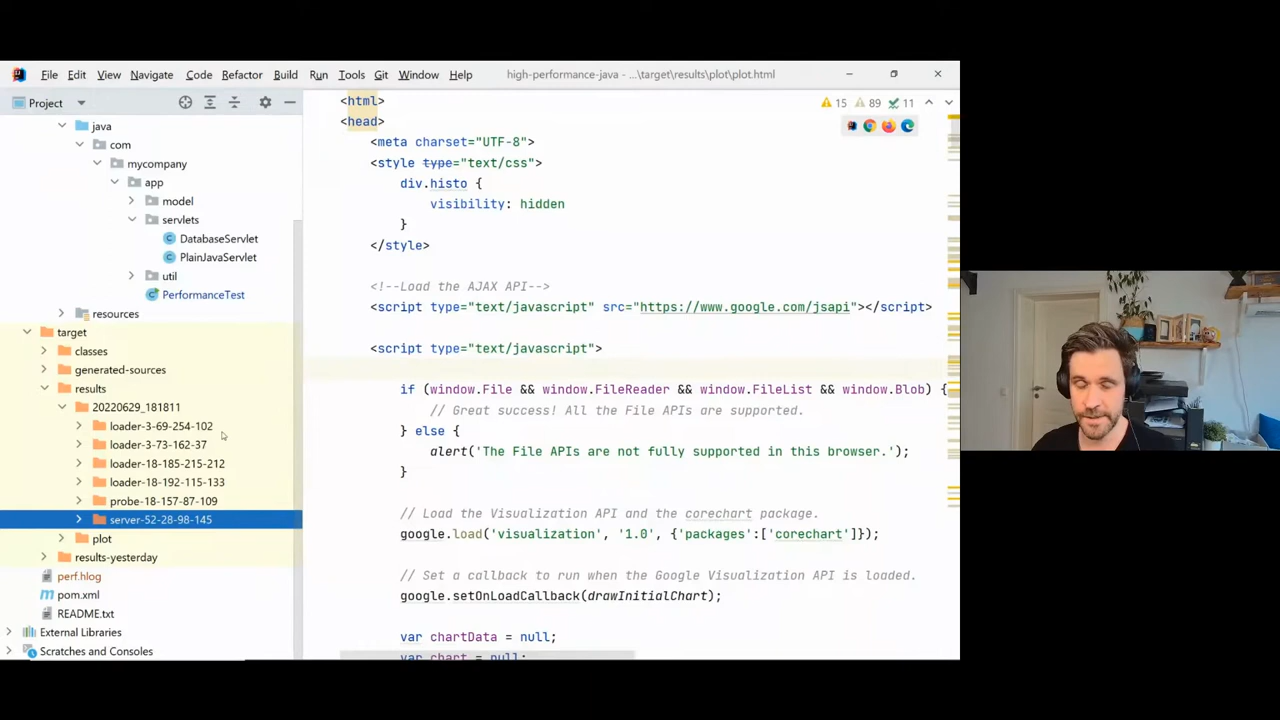 File Edit View Navigate Code Refactor Build Run Tools Git Window Help high-performance-java - ...\target\results\plot\plot.html
Project
15 89 11
java
com
mycompany
app
model
servlets
DatabaseServlet
PlainJavaServlet
util
PerformanceTest
resources
target
classes
generated-sources
results
20220629_181811
loader-3-69-254-102
loader-3-73-162-37
loader-18-185-215-212
loader-18-192-115-133
probe-18-157-87-109
server-52-28-98-145
plot
results-yesterday
perf.hlog
pom.xml
README.txt
External Libraries
Scratches and Consoles
<html>
<head>
<meta charset="UTF-8">
<style type="text/css">
div.histo {
visibility: hidden
}
</style>
<!--Load the AJAX API-->
<script type="text/javascript" src="https://www.google.com/jsapi"></script>
<script type="text/javascript">
if (window.File && window.FileReader && window.FileList && window.Blob) {
// Great success! All the File APIs are supported.
} else {
alert('The File APIs are not fully supported in this browser.');
}
// Load the Visualization API and the corechart package.
google.load('visualization', '1.0', {'packages':['corechart']});
// Set a callback to run when the Google Visualization API is loaded.
google.setOnLoadCallback(drawInitialChart);
var chartData = null;
var chart = null;